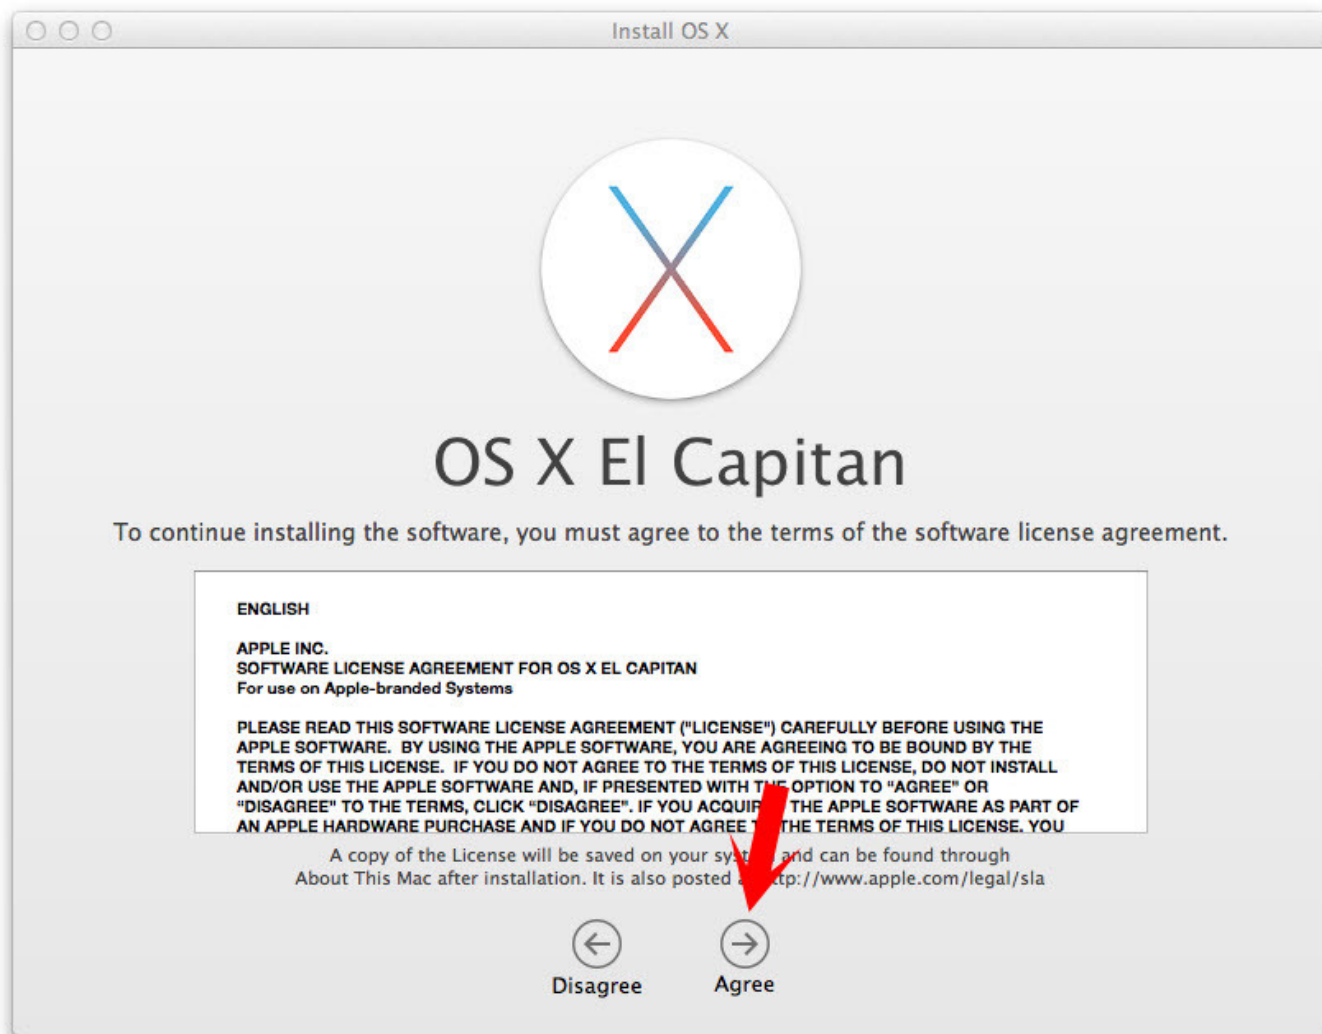 Install OS X
OS X El Capitan
To continue installing the software, you must agree to the terms of the software license agreement.
ENGLISH
APPLE INC.
SOFTWARE LICENSE AGREEMENT FOR OS X EL CAPITAN
For use on Apple-branded Systems
PLEASE READ THIS SOFTWARE LICENSE AGREEMENT ("LICENSE") CAREFULLY BEFORE USING THE
APPLE SOFTWARE.  BY USING THE APPLE SOFTWARE, YOU ARE AGREEING TO BE BOUND BY THE
TERMS OF THIS LICENSE.  IF YOU DO NOT AGREE TO THE TERMS OF THIS LICENSE, DO NOT INSTALL
AND/OR USE THE APPLE SOFTWARE AND, IF PRESENTED WITH THE OPTION TO "AGREE" OR
“DISAGREE” TO THE TERMS, CLICK “DISAGREE”. IF YOU THE APPLE SOFTWARE AS PART OF
AN APPLE HARDWARE PURCHASE AND IF YOU DO NOT AGREE THE TERMS OF THIS LICENSE, YOU
A copy of the License will be saved on your and can be found through
About This Mac after installation. It is also posted http://www.apple.com/legal/sla
Disagree Agree